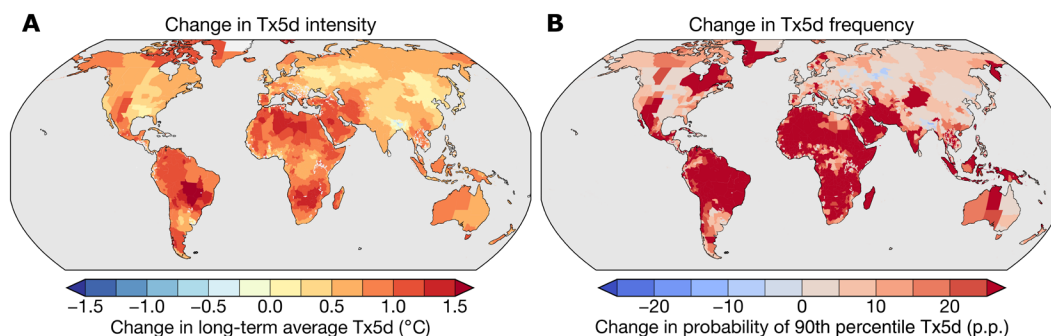 A
Change in Tx5d intensity
−1.5 −1.0 −0.5 0.0 0.5 1.0 1.5
Change in long-term average Tx5d (°C)
B
Change in Tx5d frequency
−20 −10 0 10 20
Change in probability of 90th percentile Tx5d (p.p.)